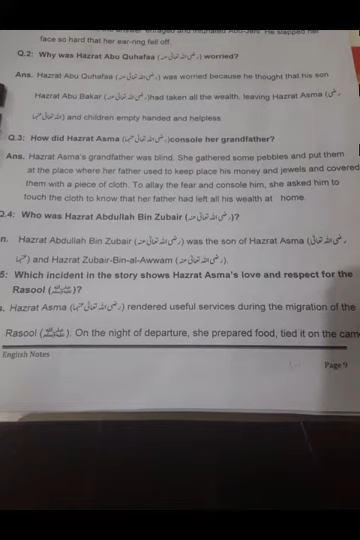 face so hard that her ear-ring fell off.
Q.2: Why was Hazrat Abu Quhafaa (رضی اللہ تعالیٰ عنہ) worried?
Ans. Hazrat Abu Quhafaa (رضی اللہ تعالیٰ عنہ) was worried because he thought that his son
Hazrat Abu Bakar (رضی اللہ تعالیٰ عنہ) had taken all the wealth, leaving Hazrat Asma (رضی
اللہ تعالیٰ عنہا) and children empty handed and helpless.
Q.3: How did Hazrat Asma (رضی اللہ تعالیٰ عنہا) console her grandfather?
Ans. Hazrat Asma's grandfather was blind. She gathered some pebbles and put them
at the place where her father used to keep place his money and jewels and covered
them with a piece of cloth. To allay the fear and console him, she asked him to
touch the cloth to know that her father had left all his wealth at home.
Q.4: Who was Hazrat Abdullah Bin Zubair (رضی اللہ تعالیٰ عنہ)?
n. Hazrat Abdullah Bin Zubair (رضی اللہ تعالیٰ عنہ) was the son of Hazrat Asma (رضی اللہ تعالیٰ
عنہا) and Hazrat Zubair-Bin-al-Awwam (رضی اللہ تعالیٰ عنہ).
5: Which incident in the story shows Hazrat Asma's love and respect for the
Rasool (ﷺ)?
s. Hazrat Asma (رضی اللہ تعالیٰ عنہا) rendered useful services during the migration of the
Rasool (ﷺ). On the night of departure, she prepared food, tied it on the cam
English Notes
Page 9